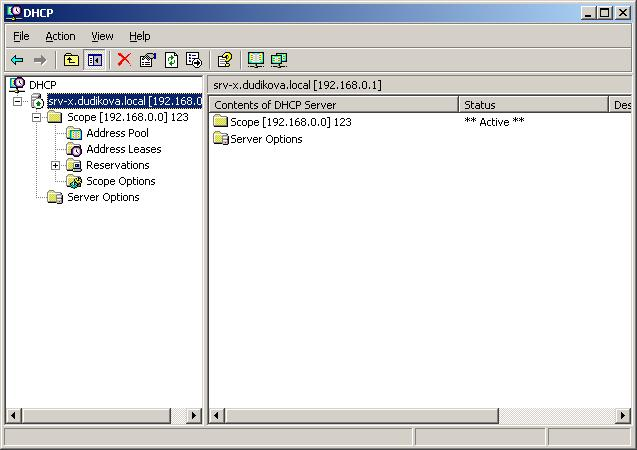 DHCP
File Action View Help
DHCP
srv-x.dudikova.local [192.168.0
Scope [192.168.0.0] 123
Address Pool
Address Leases
Reservations
Scope Options
Server Options
srv-x.dudikova.local [192.168.0.1]
Contents of DHCP Server Status Des
Scope [192.168.0.0] 123 ** Active **
Server Options